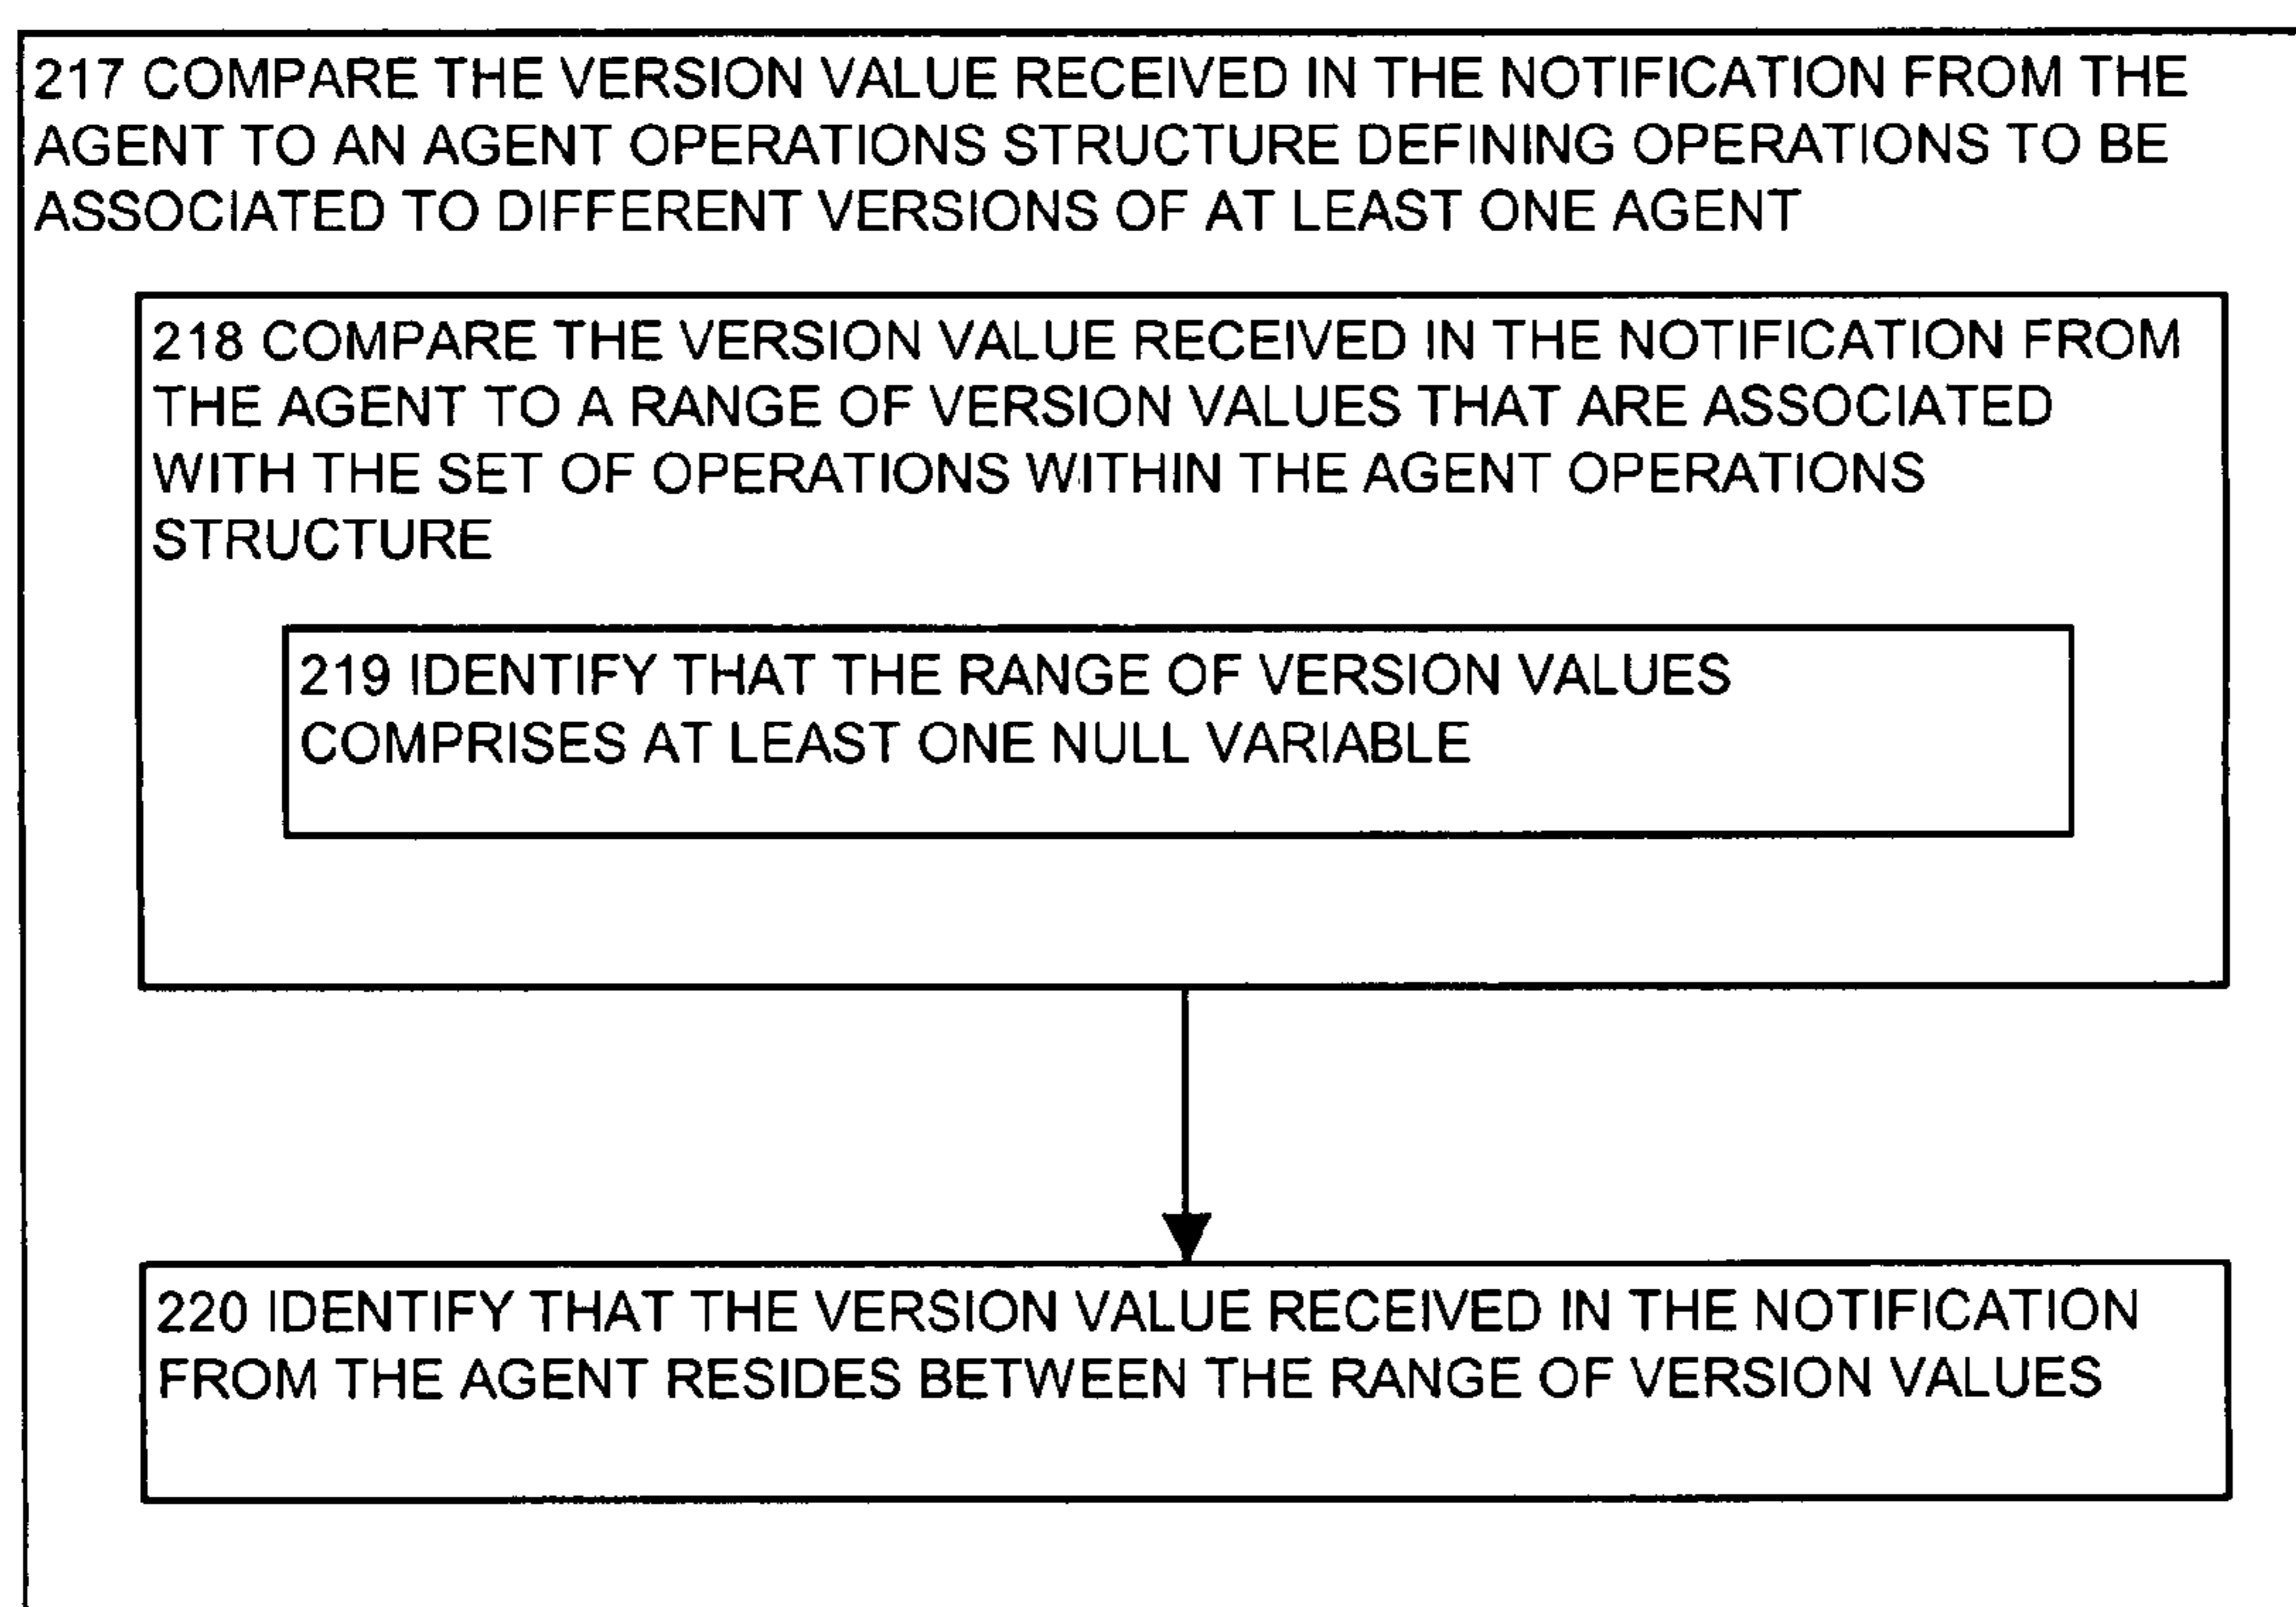 217 COMPARE THE VERSION VALUE RECEIVED IN THE NOTIFICATION FROM THE
AGENT TO AN AGENT OPERATIONS STRUCTURE DEFINING OPERATIONS TO BE
ASSOCIATED TO DIFFERENT VERSIONS OF AT LEAST ONE AGENT
218 COMPARE THE VERSION VALUE RECEIVED IN THE NOTIFICATION FROM
THE AGENT TO A RANGE OF VERSION VALUES THAT ARE ASSOCIATED
WITH THE SET OF OPERATIONS WITHIN THE AGENT OPERATIONS
STRUCTURE
219 IDENTIFY THAT THE RANGE OF VERSION VALUES
COMPRISES AT LEAST ONE NULL VARIABLE
220 IDENTIFY THAT THE VERSION VALUE RECEIVED IN THE NOTIFICATION
FROM THE AGENT RESIDES BETWEEN THE RANGE OF VERSION VALUES